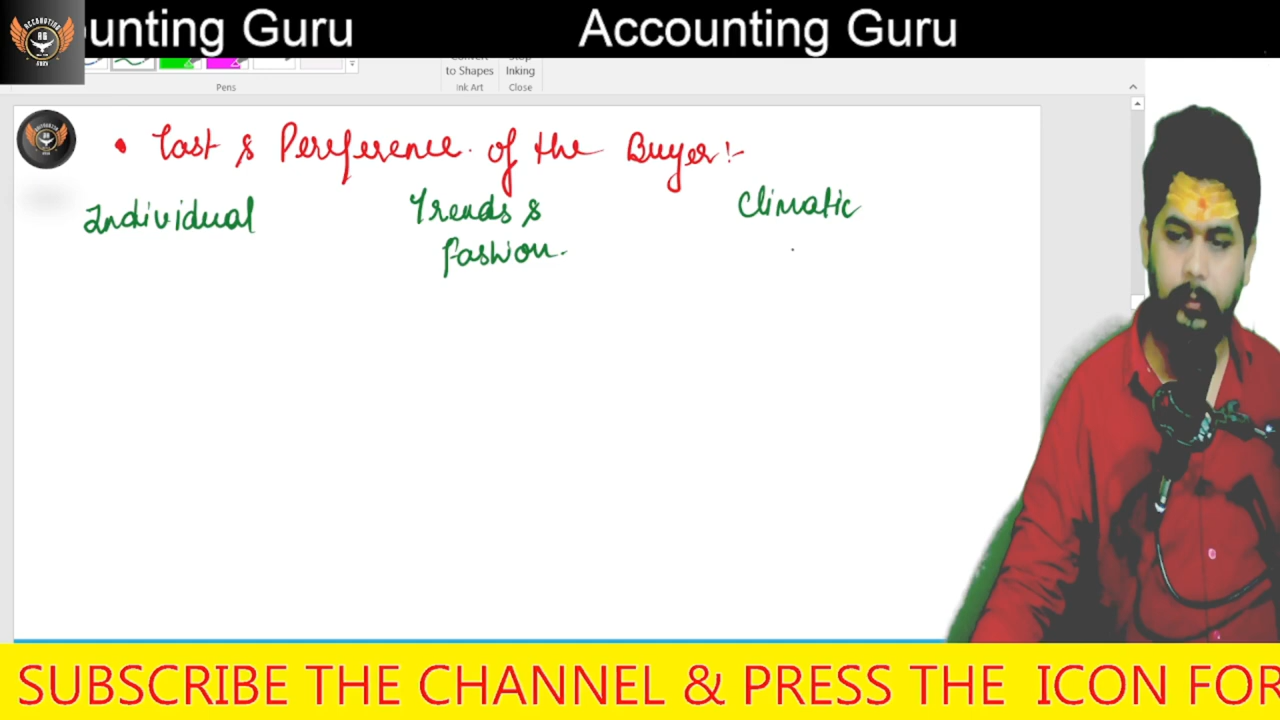 unting Guru Accounting Guru
to Shapes Inking
Pens Ink Art Close
• Tast & Pereference. of the Buyer:-
Individual Trends & Climatic
fashion.
SUBSCRIBE THE CHANNEL & PRESS THE ICON FOR